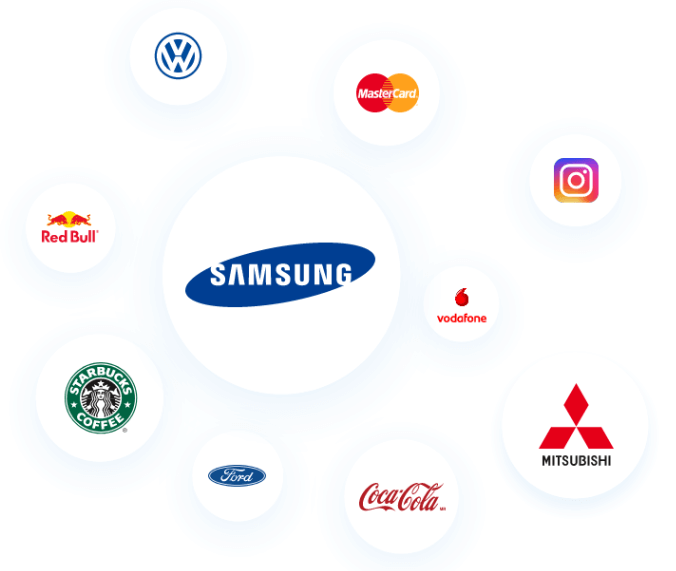 MasterCard
Red Bull®
SAMSUNG
vodafone
STARBUCKS
COFFEE
®
MITSUBISHI
Ford
Coca-Cola